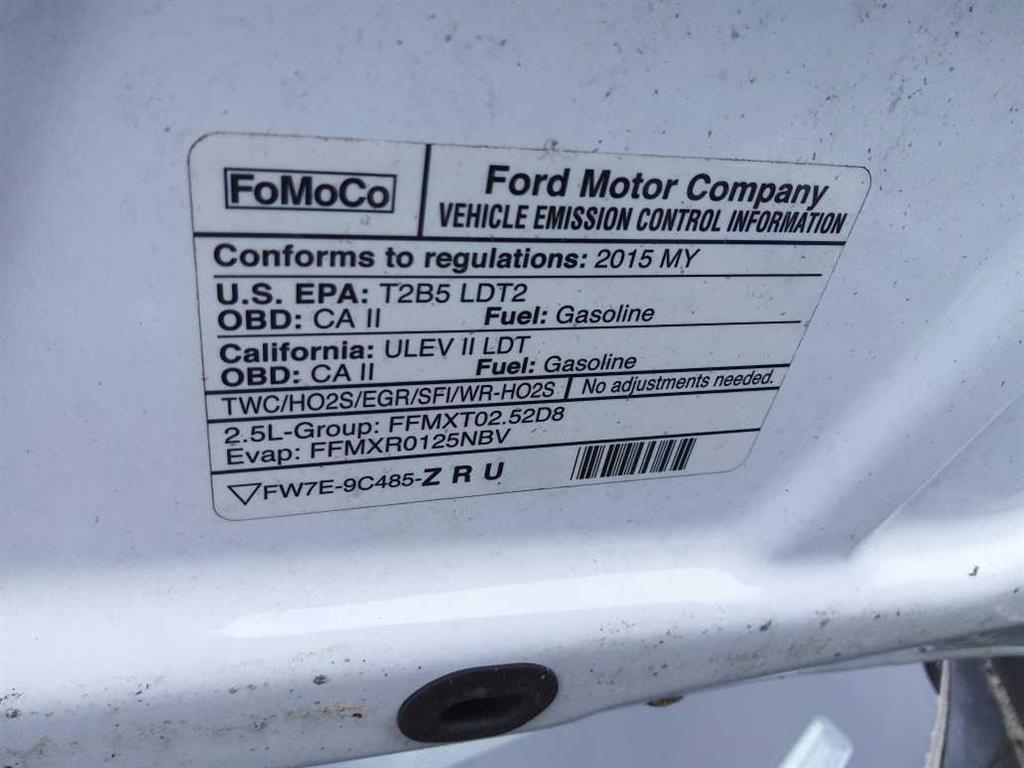 FoMoCo
Ford Motor Company
VEHICLE EMISSION CONTROL INFORMATION
Conforms to regulations: 2015 MY
U.S. EPA: T2B5 LDT2
OBD: CA II Fuel: Gasoline
California: ULEV II LDT
OBD: CA II Fuel: Gasoline
TWC/HO2S/EGR/SFI/WR-HO2S No adjustments needed.
2.5L-Group: FFMXT02.52D8
Evap: FFMXR0125NBV
FW7E-9C485-Z R U